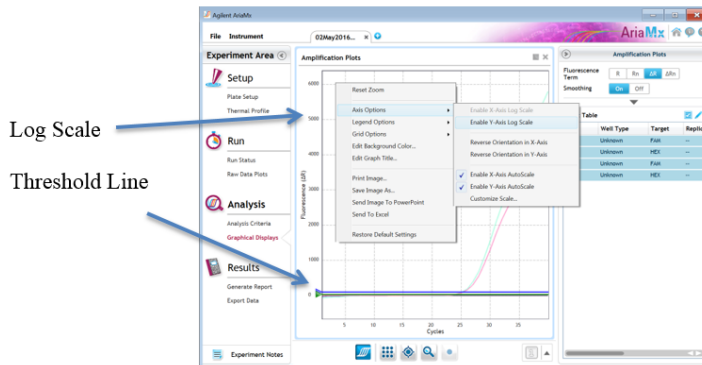 Log Scale
Threshold Line
Agilent AriaMx
File Instrument
02May2016...
AriaMx
Experiment Area
Setup
Plate Setup
Thermal Profile
Run
Run Status
Raw Data Plots
Analysis
Analysis Criteria
Graphical Displays
Results
Generate Report
Export Data
Experiment Notes
Amplification Plots
Fluorescence (ΔR)
6000
5000
4000
3000
2000
1000
0
5 10 15 20 25 30 35
Cycles
Reset Zoom
Axis Options
Legend Options
Grid Options
Edit Background Color...
Edit Graph Title...
Print Image...
Save Image As...
Send Image To PowerPoint
Send To Excel
Restore Default Settings
Enable X-Axis Log Scale
Enable Y-Axis Log Scale
Reverse Orientation in X-Axis
Reverse Orientation in Y-Axis
Enable X-Axis AutoScale
Enable Y-Axis AutoScale
Customize Scale...
Amplification Plots
Fluorescence Term
R Rn ΔR ΔRn
Smoothing On Off
Table
Well Type Target Replic
Unknown FAM --
Unknown HEX --
Unknown FAM --
Unknown HEX --